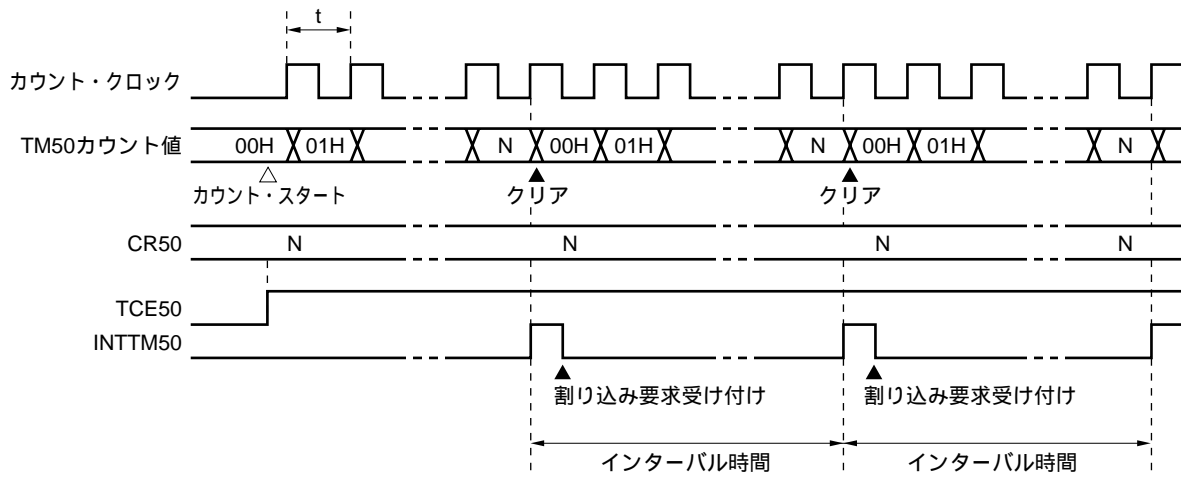 t
カウント・クロック
TM50カウント値 00H 01H N 00H 01H N 00H 01H N
カウント・スタート クリア クリア
CR50 N N N N
TCE50
INTTM50
割り込み要求受け付け 割り込み要求受け付け
インターバル時間 インターバル時間